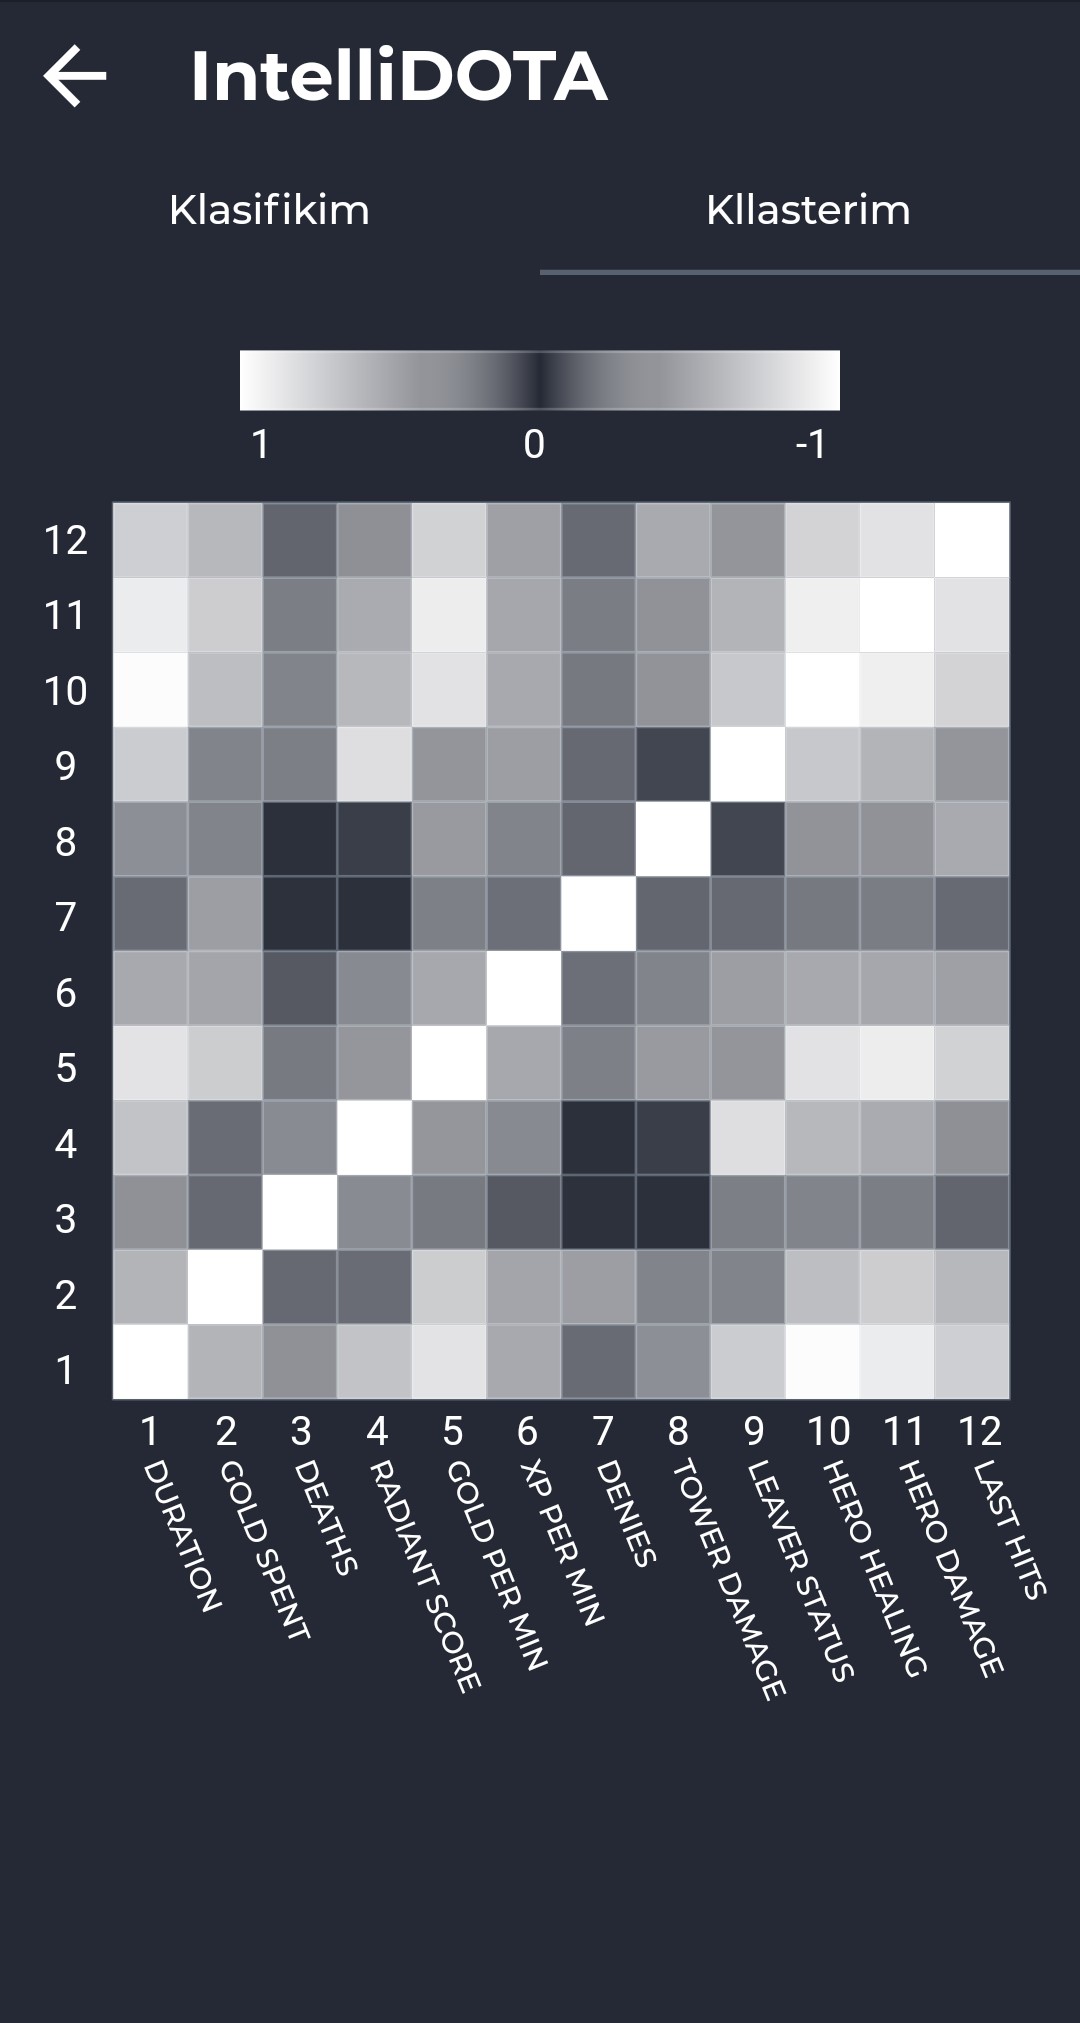 IntelliDOTA
Klasifikim
Kllasterim
1
0
-1
12
11
10
9
8
7
6
5
4
3
2
1
1 2 3 4 5 6 7 8 9 10 11 12
DURATION
GOLD SPENT
DEATHS
RADIANT SCORE
GOLD PER MIN
XP PER MIN
DENIES
TOWER DAMAGE
LEAVER STATUS
HERO HEALING
HERO DAMAGE
LAST HITS